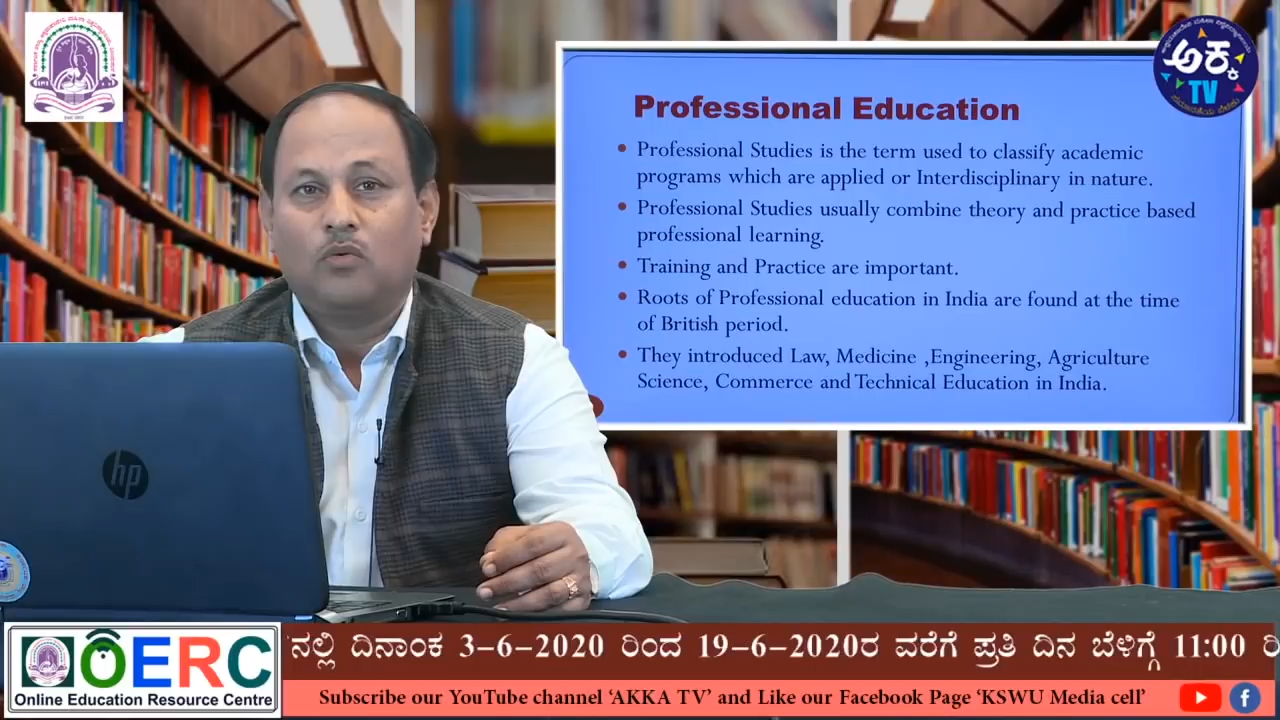 ಅಕ್ಕ
TV
Professional Education
• Professional Studies is the term used to classify academic
programs which are applied or Interdisciplinary in nature.
• Professional Studies usually combine theory and practice based
professional learning.
• Training and Practice are important.
• Roots of Professional education in India are found at the time
of British period.
• They introduced Law, Medicine ,Engineering, Agriculture
Science, Commerce and Technical Education in India.
hp
OERC
Online Education Resource Centre
ನಲ್ಲಿ ದಿನಾಂಕ 3-6-2020 ರಿಂದ 19-6-2020ರ ವರೆಗೆ ಪ್ರತಿ ದಿನ ಬೆಳಿಗ್ಗೆ 11:00
Subscribe our YouTube channel 'AKKA TV' and Like our Facebook Page 'KSWU Media cell'